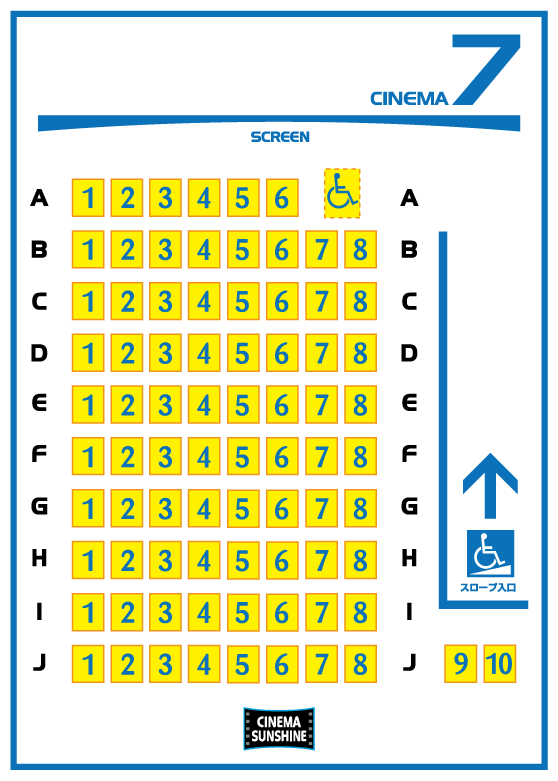 CINEMA 7
SCREEN
A 1 2 3 4 5 6 A
B 1 2 3 4 5 6 7 8 B
C 1 2 3 4 5 6 7 8 C
D 1 2 3 4 5 6 7 8 D
E 1 2 3 4 5 6 7 8 E
F 1 2 3 4 5 6 7 8 F
G 1 2 3 4 5 6 7 8 G
H 1 2 3 4 5 6 7 8 H
スロープ入口
I 1 2 3 4 5 6 7 8 I
J 1 2 3 4 5 6 7 8 J 9 10
CINEMA
SUNSHINE